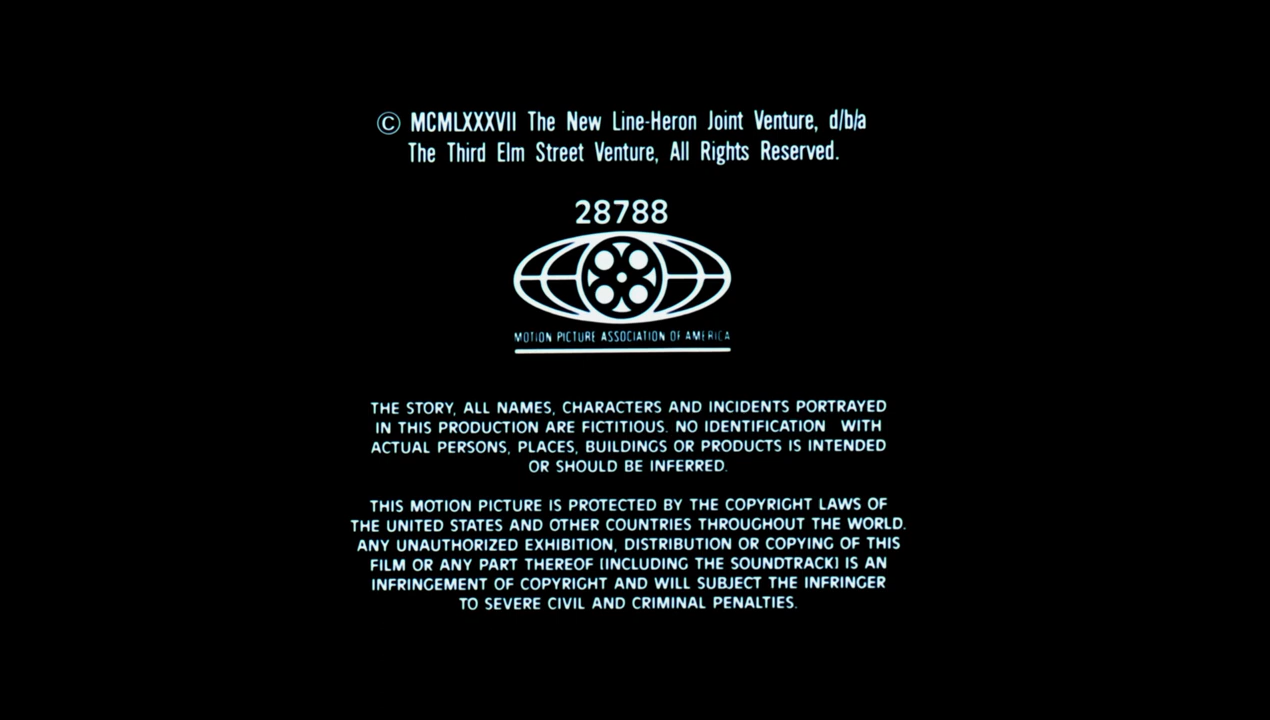 © MCMLXXXVII The New Line-Heron Joint Venture, d/b/a
The Third Elm Street Venture, All Rights Reserved.
28788
MOTION PICTURE ASSOCIATION OF AMERICA
THE STORY, ALL NAMES, CHARACTERS AND INCIDENTS PORTRAYED
IN THIS PRODUCTION ARE FICTITIOUS. NO IDENTIFICATION WITH
ACTUAL PERSONS, PLACES, BUILDINGS OR PRODUCTS IS INTENDED
OR SHOULD BE INFERRED.
THIS MOTION PICTURE IS PROTECTED BY THE COPYRIGHT LAWS OF
THE UNITED STATES AND OTHER COUNTRIES THROUGHOUT THE WORLD.
ANY UNAUTHORIZED EXHIBITION, DISTRIBUTION OR COPYING OF THIS
FILM OR ANY PART THEREOF [INCLUDING THE SOUNDTRACK] IS AN
INFRINGEMENT OF COPYRIGHT AND WILL SUBJECT THE INFRINGER
TO SEVERE CIVIL AND CRIMINAL PENALTIES.